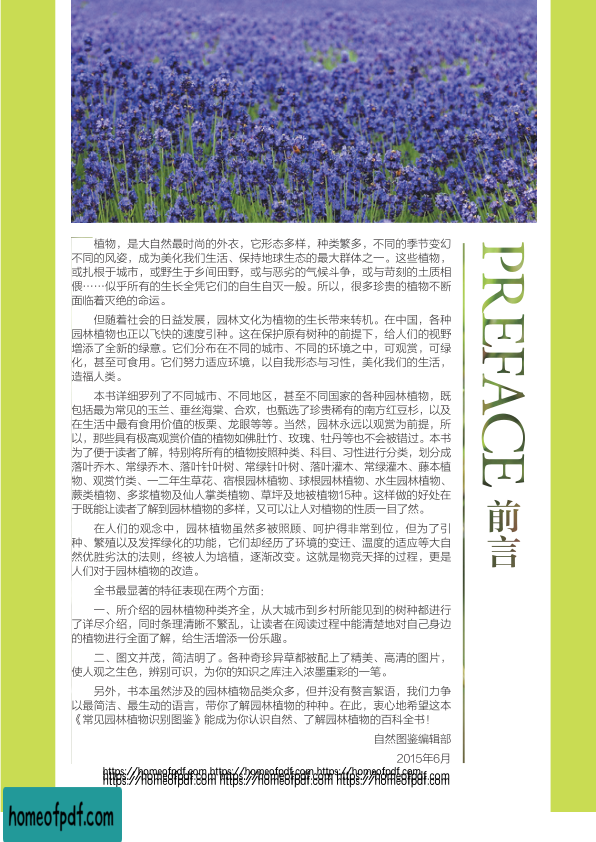 植物，是大自然最时尚的外衣，它形态多样，种类繁多，不同的季节变幻
不同的风姿，成为美化我们生活、保持地球生态的最大群体之一。这些植物，
或扎根于城市，或野生于乡间田野，或与恶劣的气候斗争，或与苛刻的土质相
偎……似乎所有的生长全凭它们的自生自灭一般。所以，很多珍贵的植物不断
面临着灭绝的命运。
但随着社会的日益发展，园林文化为植物的生长带来转机。在中国，各种
园林植物也正以飞快的速度引种。这在保护原有树种的前提下，给人们的视野
增添了全新的绿意。它们分布在不同的城市、不同的环境之中，可观赏，可绿
化，甚至可食用。它们努力适应环境，以自我形态与习性，美化我们的生活，
造福人类。
本书详细罗列了不同城市、不同地区，甚至不同国家的各种园林植物，既
包括最为常见的玉兰、垂丝海棠、合欢，也甄选了珍贵稀有的南方红豆杉，以及
在生活中最有食用价值的板栗、龙眼等等。当然，园林永远以观赏为前提，所
以，那些具有极高观赏价值的植物如佛肚竹、玫瑰、牡丹等也不会被错过。本书
为了便于读者了解，特别将所有的植物按照种类、科目、习性进行分类，划分成
落叶乔木、常绿乔木、落叶针叶树、常绿针叶树、落叶灌木、常绿灌木、藤本植
物、观赏竹类、一二年生草花、宿根园林植物、球根园林植物、水生园林植物、
蕨类植物、多浆植物及仙人掌类植物、草坪及地被植物15种。这样做的好处在
于既能让读者了解到园林植物的多样，又可以让人对植物的性质一目了然。
在人们的观念中，园林植物虽然多被照顾、呵护得非常到位，但为了引
种、繁殖以及发挥绿化的功能，它们却经历了环境的变迁、温度的适应等大自
然优胜劣汰的法则，终被人为培植，逐渐改变。这就是物竞天择的过程，更是
人们对于园林植物的改造。
全书最显著的特征表现在两个方面：
一、所介绍的园林植物种类齐全，从大城市到乡村所能见到的树种都进行
了详尽介绍，同时条理清晰不繁乱，让读者在阅读过程中能清楚地对自己身边
的植物进行全面了解，给生活增添一份乐趣。
二、图文并茂，简洁明了。各种奇珍异草都被配上了精美、高清的图片，
使人观之生色，辨别可识，为你的知识之库注入浓墨重彩的一笔。
另外，书本虽然涉及的园林植物品类众多，但并没有赘言絮语，我们力争
以最简洁、最生动的语言，带你了解园林植物的种种。在此，衷心地希望这本
《常见园林植物识别图鉴》能成为你认识自然、了解园林植物的百科全书！
自然图鉴编辑部
2015年6月
PREFACE 前言
https://homeofpdf.com https://homeofpdf.com https://homeofpdf.com
https://homeofpdf.com https://homeofpdf.com https://homeofpdf.com
https://homeofpdf.com https://homeofpdf.com https://homeofpdf.com
homeofpdf.com